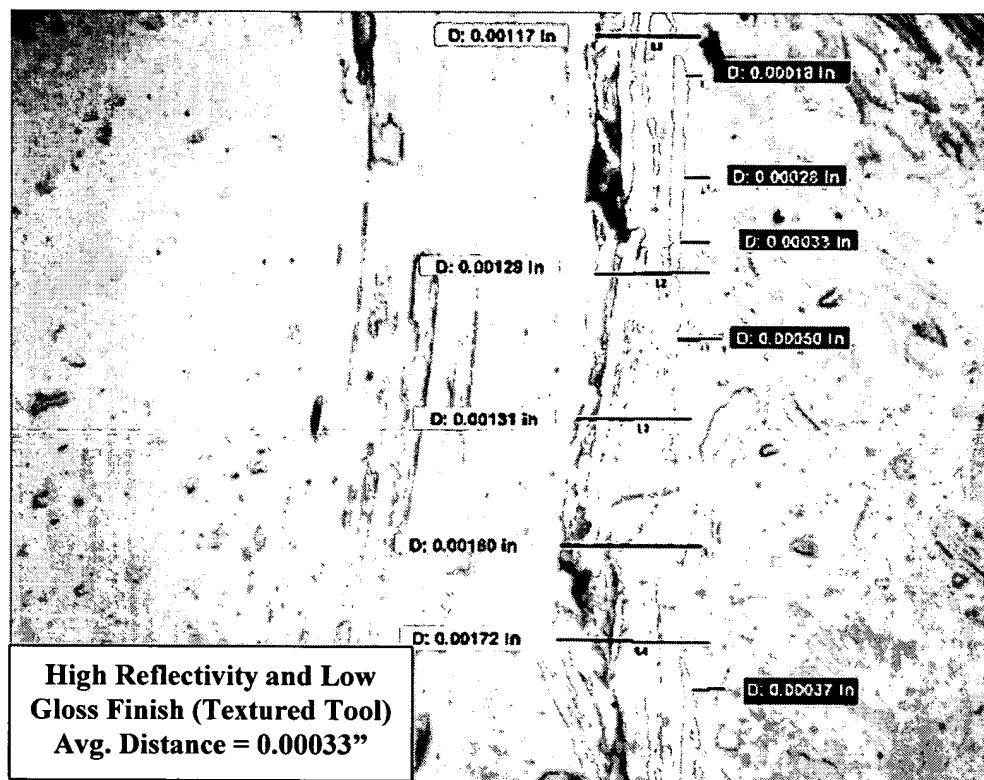 D: 0.00117 In
D: 0.00018 In
D: 0.00028 In
D: 0.00033 In
D: 0.00129 In
L2
D: 0.00050 In
D: 0.00131 in
L3
D: 0.00160 in
D: 0.00172 In
D: 0.00037 In
High Reflectivity and Low
Gloss Finish (Textured Tool)
Avg. Distance = 0.00033”